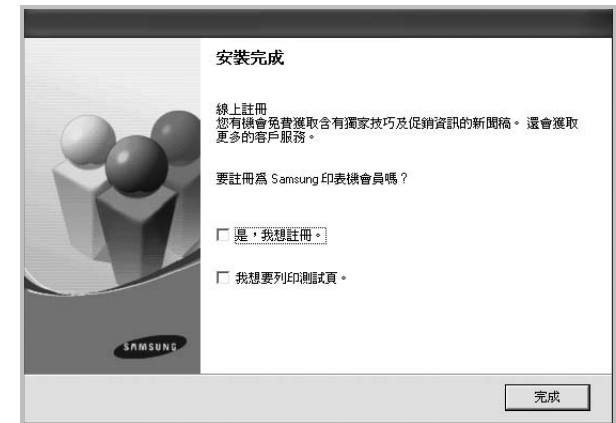 安裝完成
線上註冊
您有機會免費獲取含有獨家技巧及促銷資訊的新聞稿。還會獲取
更多的客戶服務。
要註冊為 Samsung 印表機會員嗎？
是，我想註冊。
我想要列印測試頁。
SAMSUNG
完成